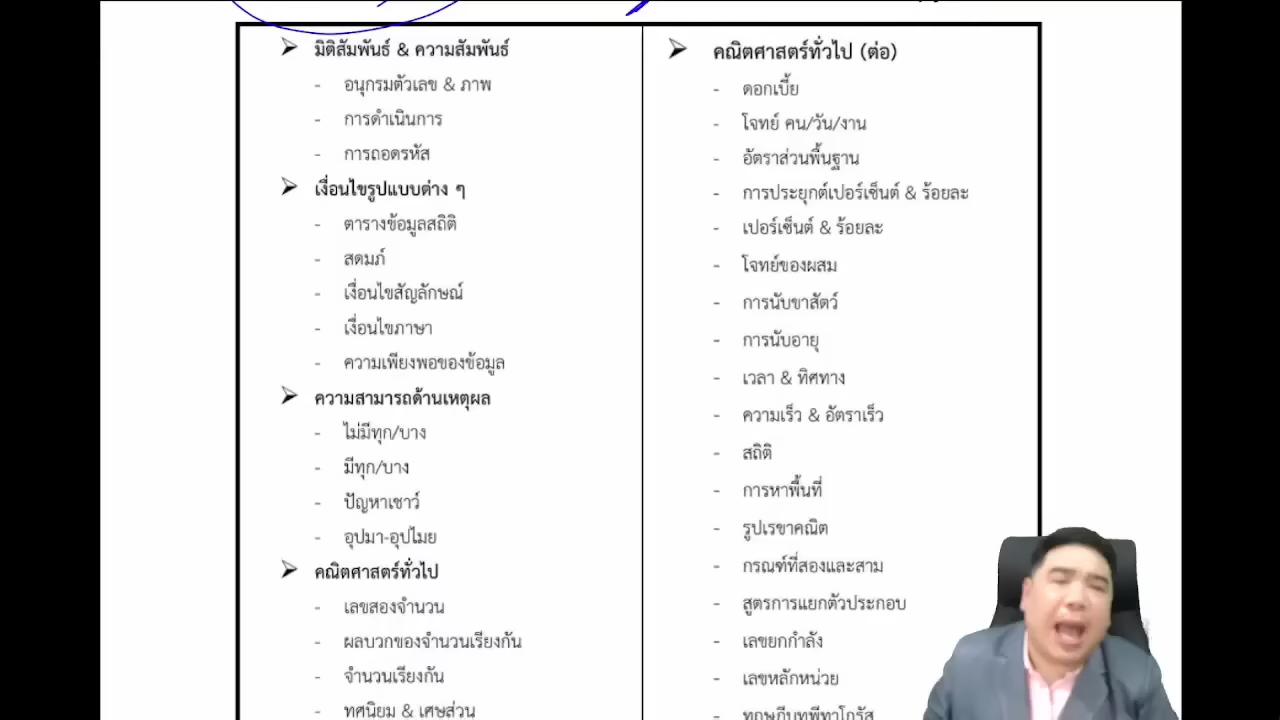 มิติสัมพันธ์ & ความสัมพันธ์
- อนุกรมตัวเลข & ภาพ
- การดำเนินการ
- การถอดรหัส
เงื่อนไขรูปแบบต่าง ๆ
- ตารางข้อมูลสถิติ
- สดมภ์
- เงื่อนไขสัญลักษณ์
- เงื่อนไขภาษา
- ความเพียงพอของข้อมูล
ความสามารถด้านเหตุผล
- ไม่มีทุก/บาง
- มีทุก/บาง
- ปัญหาเชาว์
- อุปมา-อุปไมย
คณิตศาสตร์ทั่วไป
- เลขสองจำนวน
- ผลบวกของจำนวนเรียงกัน
- จำนวนเรียงกัน
- ทศนิยม & เศษส่วน
คณิตศาสตร์ทั่วไป (ต่อ)
- ดอกเบี้ย
- โจทย์ คน/วัน/งาน
- อัตราส่วนพื้นฐาน
- การประยุกต์เปอร์เซ็นต์ & ร้อยละ
- เปอร์เซ็นต์ & ร้อยละ
- โจทย์ของผสม
- การนับขาสัตว์
- การนับอายุ
- เวลา & ทิศทาง
- ความเร็ว & อัตราเร็ว
- สถิติ
- การหาพื้นที่
- รูปเรขาคณิต
- กรณฑ์ที่สองและสาม
- สูตรการแยกตัวประกอบ
- เลขยกกำลัง
- เลขหลักหน่วย
- ทฤษฎีบทพีทาโกรัส